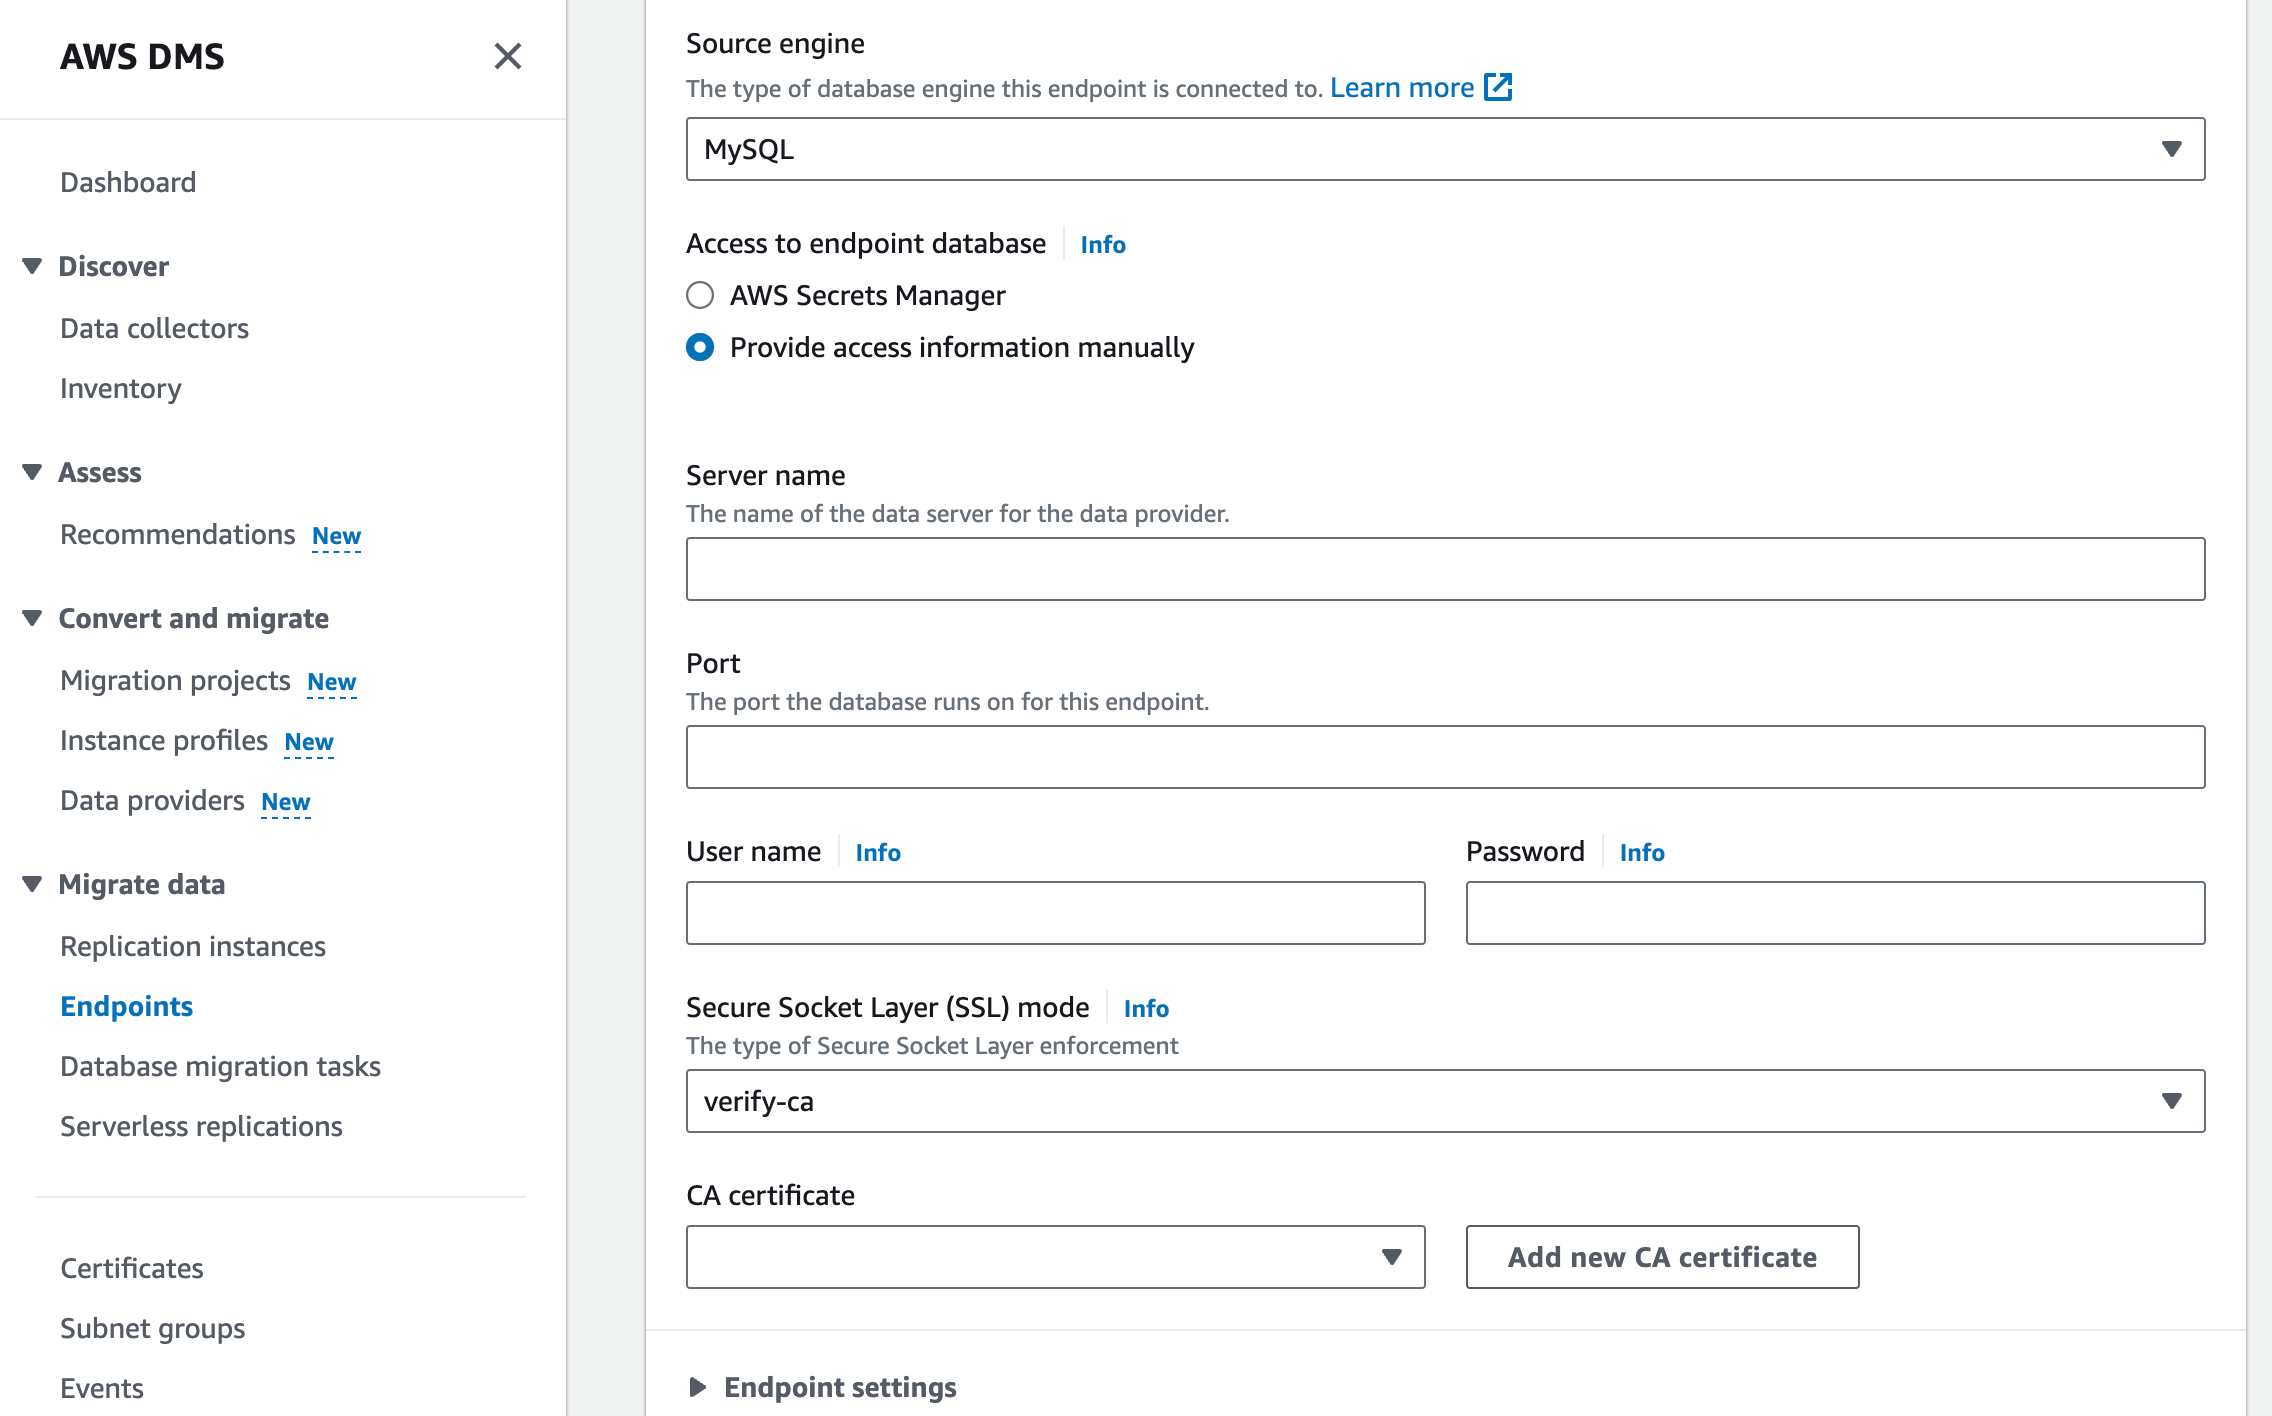 AWS DMS
Dashboard
Discover
Data collectors
Inventory
Assess
Recommendations New
Convert and migrate
Migration projects New
Instance profiles New
Data providers New
Migrate data
Replication instances
Endpoints
Database migration tasks
Serverless replications
Certificates
Subnet groups
Events
Source engine
The type of database engine this endpoint is connected to. Learn more
MySQL
Access to endpoint database Info
AWS Secrets Manager
Provide access information manually
Server name
The name of the data server for the data provider.
Port
The port the database runs on for this endpoint.
User name Info
Password Info
Secure Socket Layer (SSL) mode Info
The type of Secure Socket Layer enforcement
verify-ca
CA certificate
Add new CA certificate
Endpoint settings